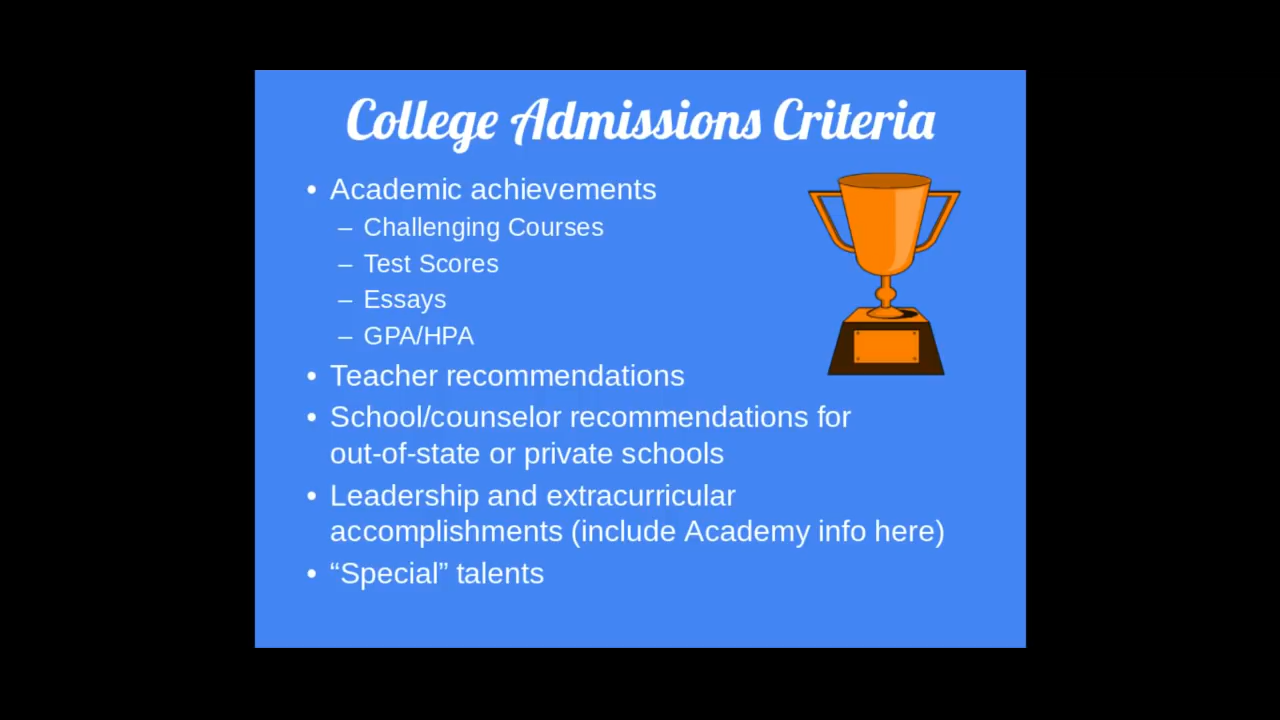 College Admissions Criteria
• Academic achievements
– Challenging Courses
– Test Scores
– Essays
– GPA/HPA
• Teacher recommendations
• School/counselor recommendations for
out-of-state or private schools
• Leadership and extracurricular
accomplishments (include Academy info here)
• “Special” talents